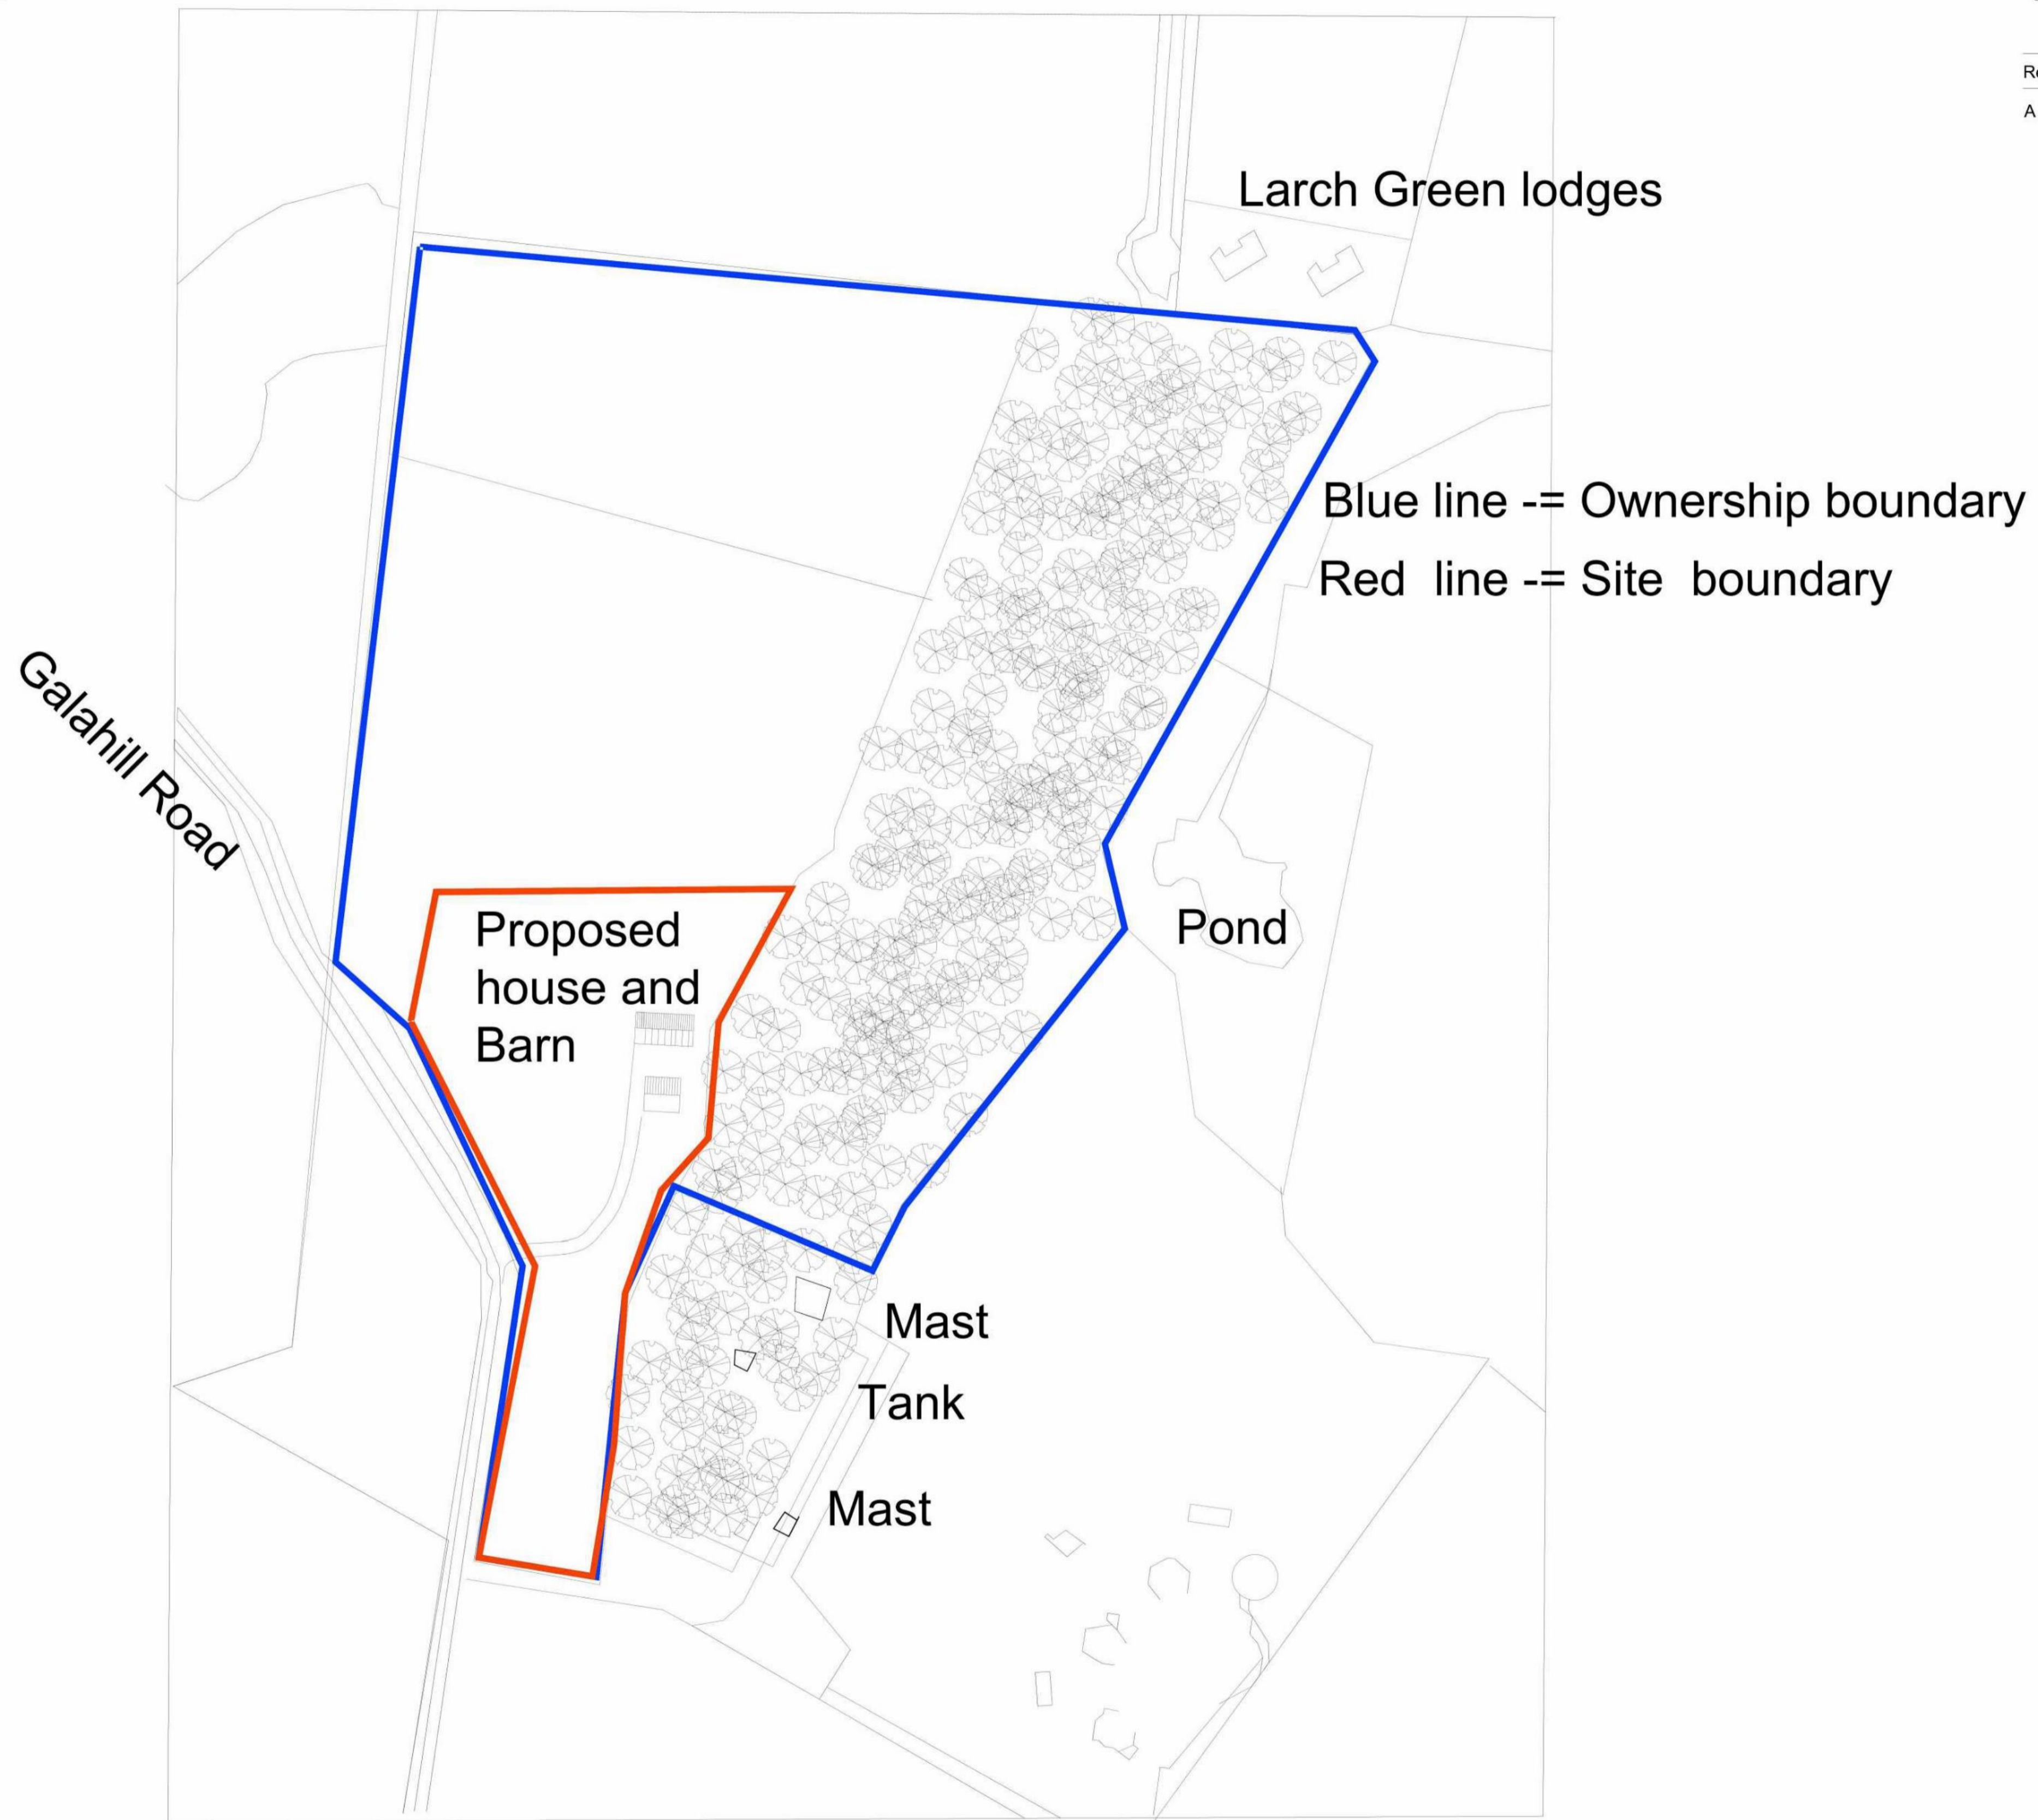 Re
A
Larch Green lodges
Blue line -= Ownership boundary
Red line -= Site boundary
Galahill Road
Proposed
house and
Barn
Pond
Mast
Tank
Mast